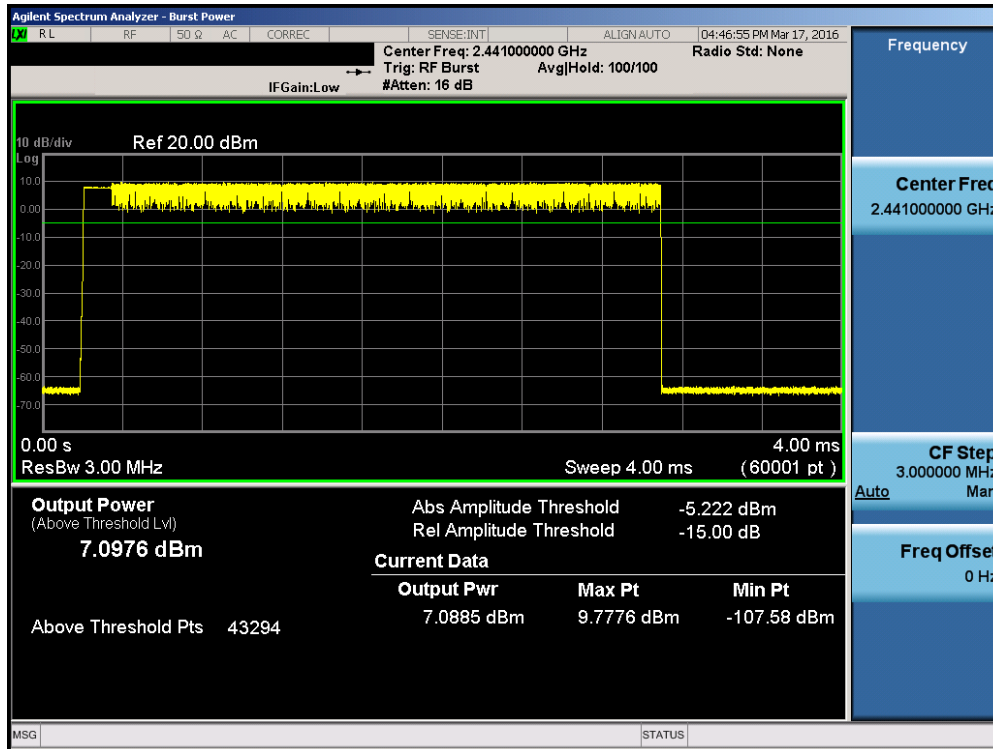 Agilent Spectrum Analyzer - Burst Power
LXI RL RF 50 Ω AC CORREC SENSE:INT ALIGN AUTO 04:46:55 PM Mar 17, 2016
Center Freq: 2.441000000 GHz Radio Std: None
Trig: RF Burst Avg|Hold: 100/100
IFGain:Low #Atten: 16 dB
10 dB/div Ref 20.00 dBm
Log
10.0
0.00
-10.0
-20.0
-30.0
-40.0
-50.0
-60.0
-70.0
0.00 s 4.00 ms
ResBw 3.00 MHz Sweep 4.00 ms (60001 pt)
Output Power
(Above Threshold Lvl)
7.0976 dBm
Above Threshold Pts 43294
Abs Amplitude Threshold -5.222 dBm
Rel Amplitude Threshold -15.00 dB
Current Data
Output Pwr Max Pt Min Pt
7.0885 dBm 9.7776 dBm -107.58 dBm
Frequency
Center Freq
2.441000000 GHz
CF Step
3.000000 MHz
Auto Man
Freq Offset
0 Hz
MSG STATUS